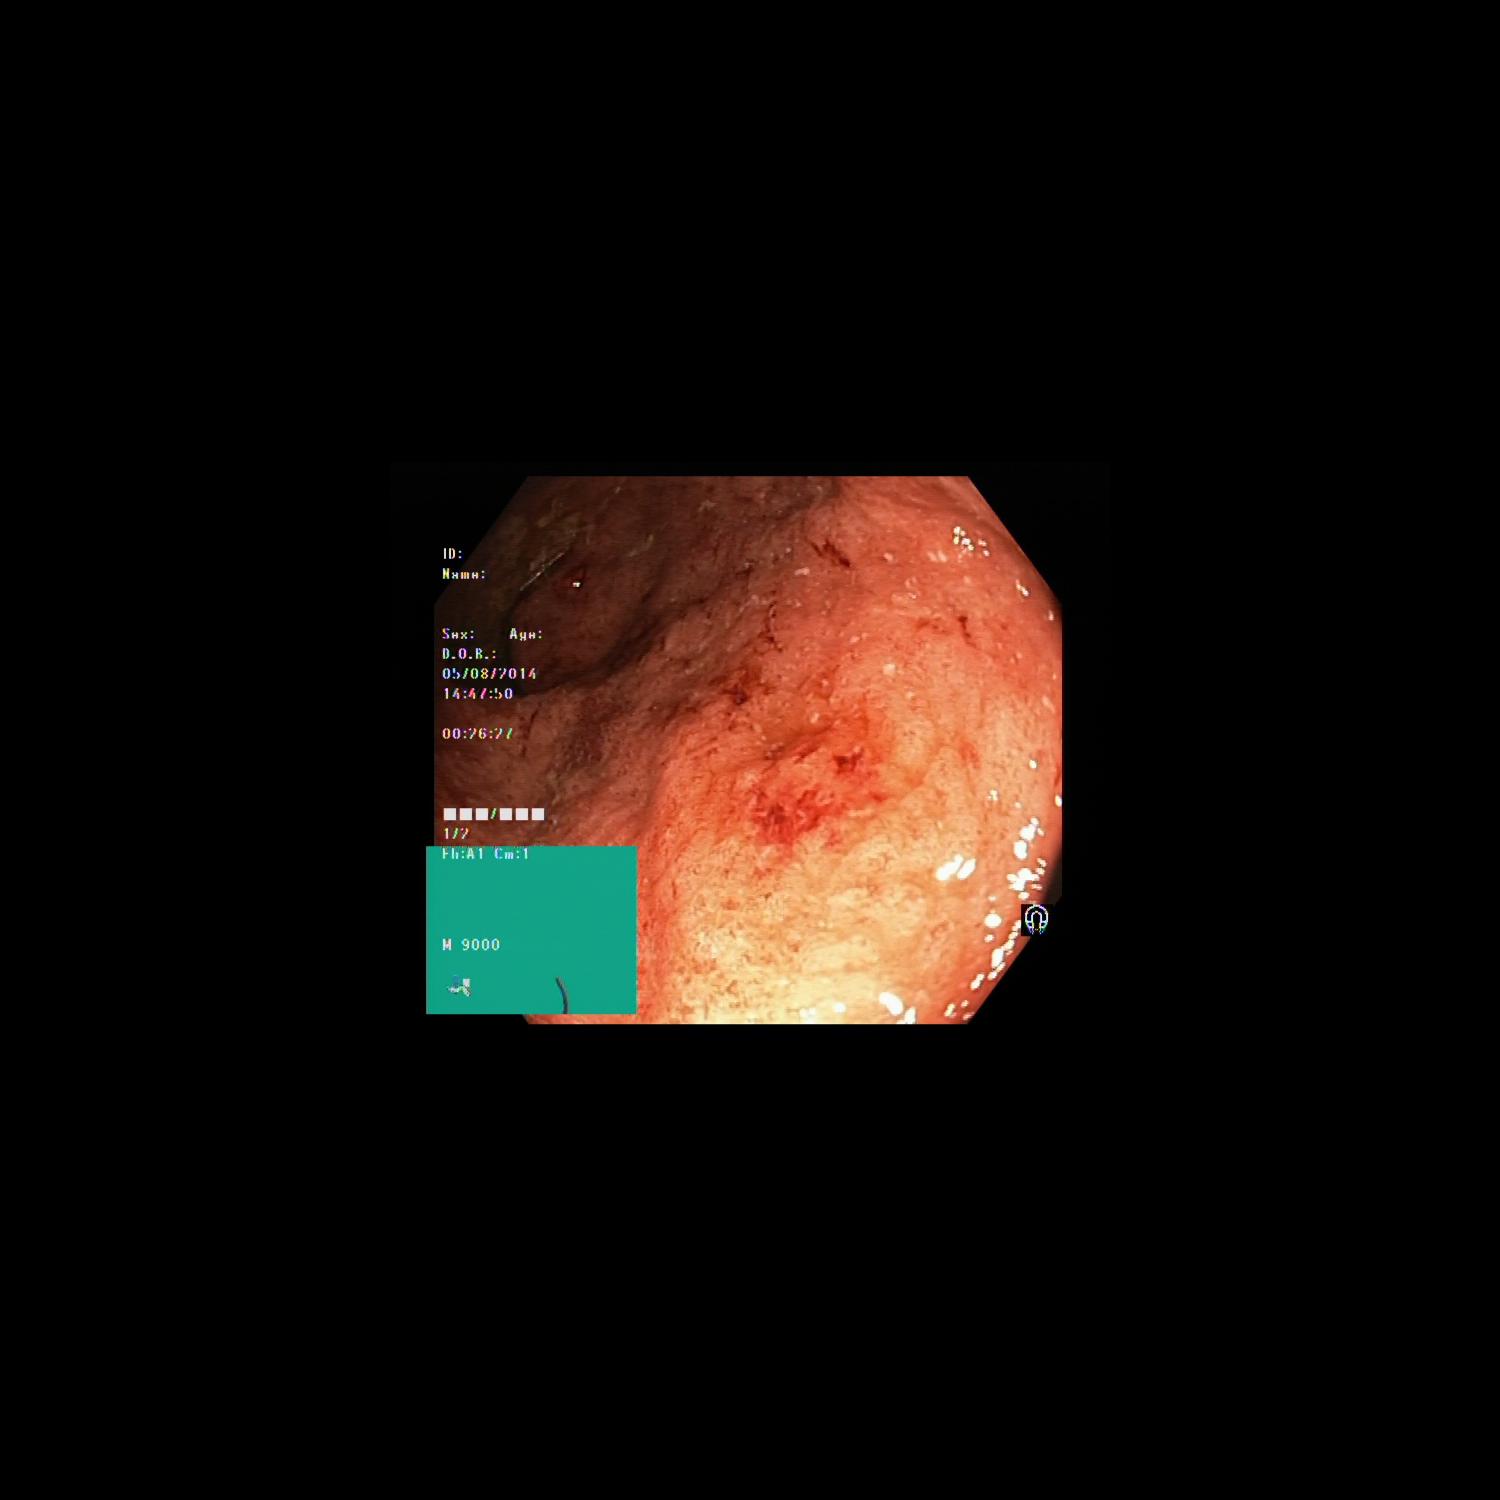 ID:
Name:
Sex: Age:
D.O.B.:
05/08/2014
14:47:50
00:26:27
■■■/■■■
1/2
Eh:A1 Cm:1
M 9000